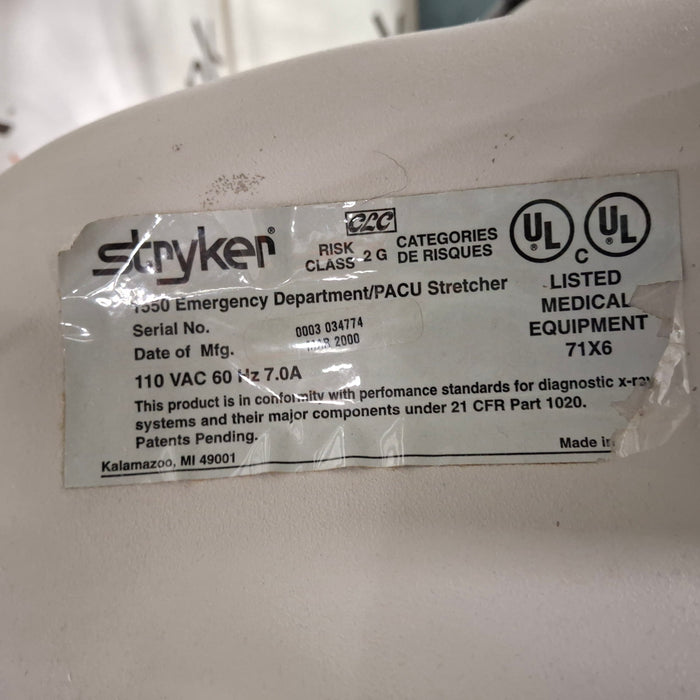 stryker®
CLC
RISK CLASS 2 G CATEGORIES DE RISQUES
UL® C UL®
LISTED
MEDICAL
EQUIPMENT
71X6
1550 Emergency Department/PACU Stretcher
Serial No. 0003 034774
Date of Mfg. MAR 2000
110 VAC 60 Hz 7.0A
This product is in conformity with perfomance standards for diagnostic x-ray
systems and their major components under 21 CFR Part 1020.
Patents Pending.
Kalamazoo, MI 49001
Made in